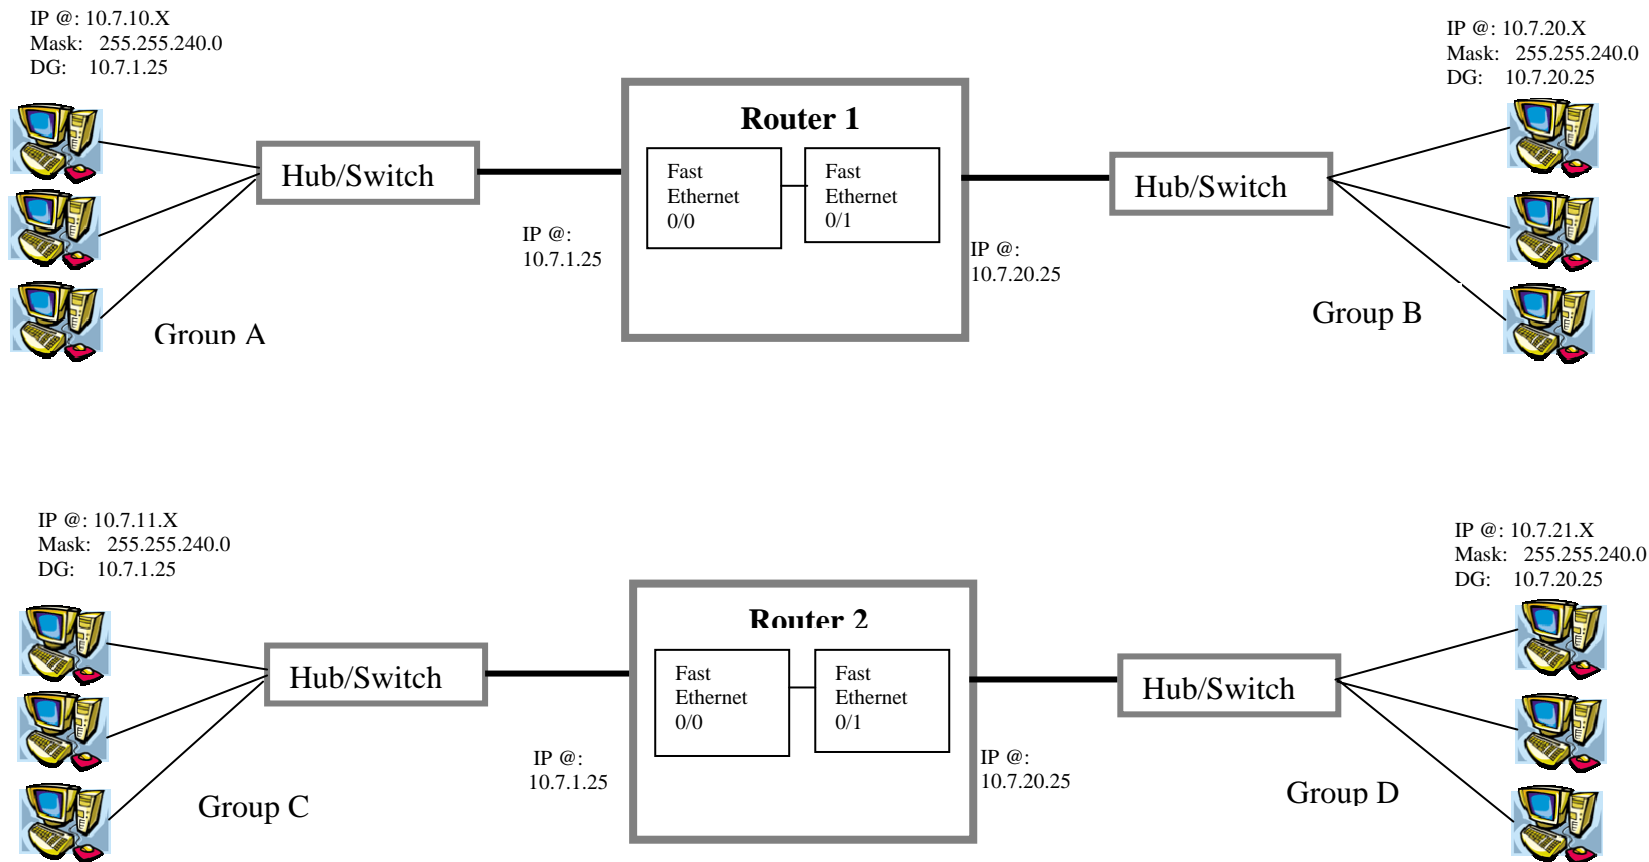 IP @: 10.7.10.X
Mask: 255.255.240.0
DG: 10.7.1.25
IP @: 10.7.20.X
Mask: 255.255.240.0
DG: 10.7.20.25
Router 1
Hub/Switch
Fast
Ethernet
0/0
Fast
Ethernet
0/1
Hub/Switch
IP @:
10.7.1.25
IP @:
10.7.20.25
Group A
Group B
IP @: 10.7.11.X
Mask: 255.255.240.0
DG: 10.7.1.25
IP @: 10.7.21.X
Mask: 255.255.240.0
DG: 10.7.20.25
Router 2
Hub/Switch
Fast
Ethernet
0/0
Fast
Ethernet
0/1
Hub/Switch
IP @:
10.7.1.25
IP @:
10.7.20.25
Group C
Group D